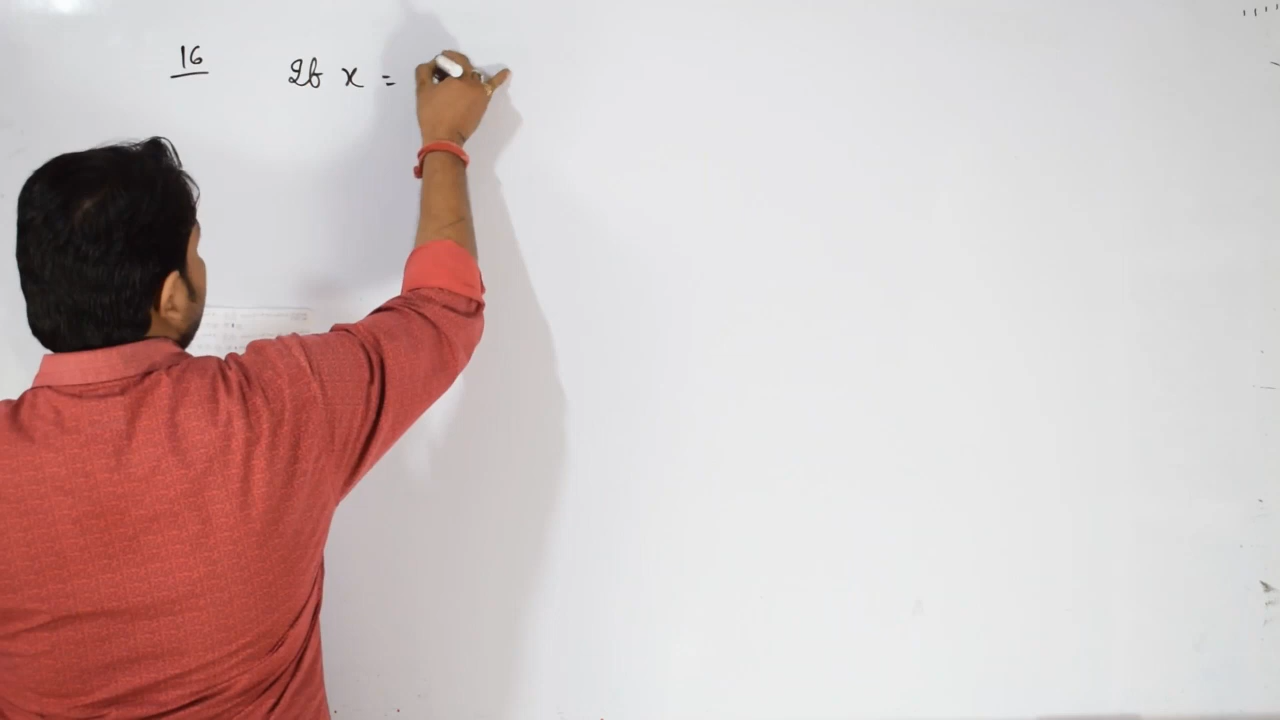 16 If x =